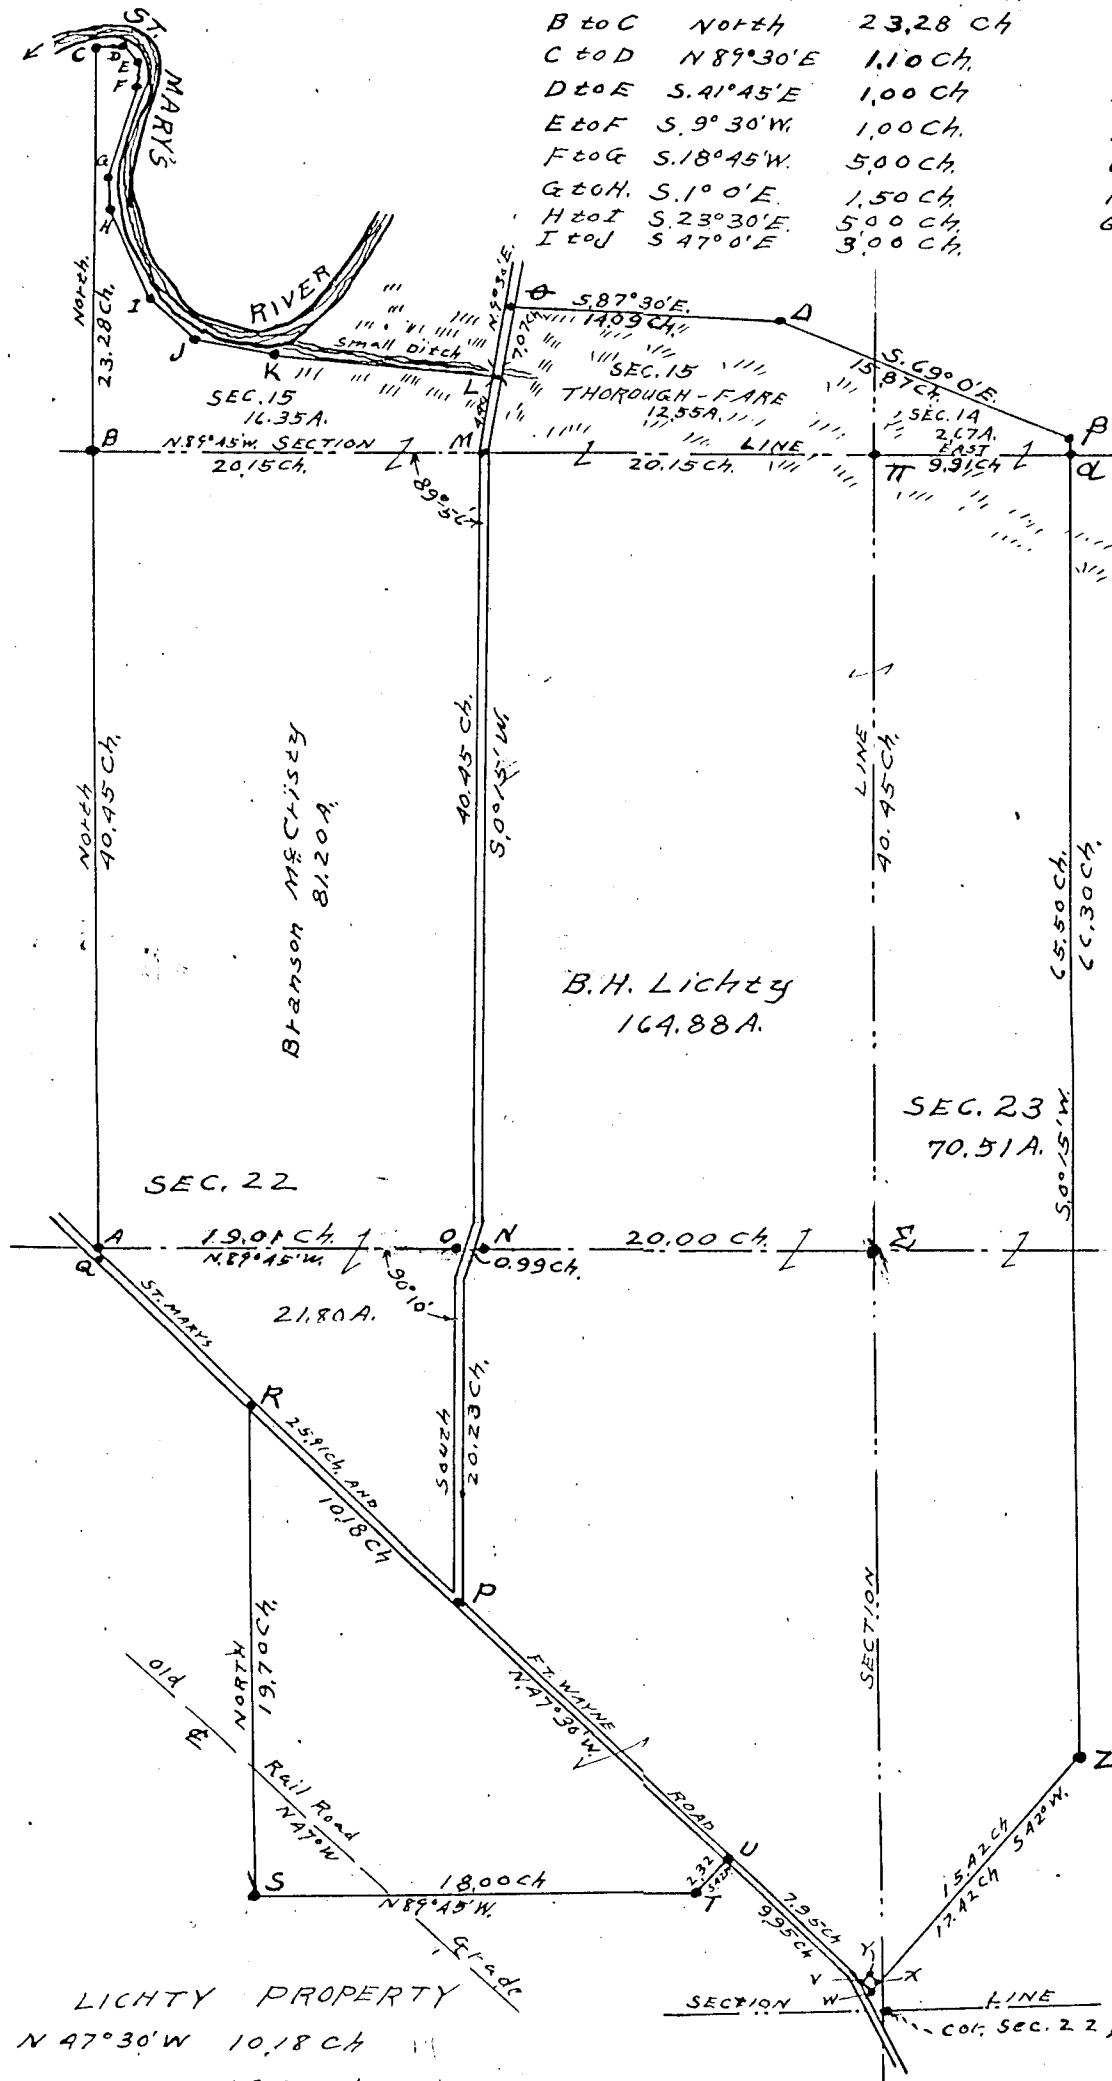 B to C North 23.28 Ch
C to D N 89°30'E 1.10 Ch.
D to E S.41°45'E 1.00 Ch
E to F S.9°30'W. 1.00 Ch.
F to G S.18°45'W. 5.00 Ch.
G to H. S.1°0'E. 1.50 Ch.
H to I S.23°30'E. 5.00 Ch.
I to J S 47°0'E 3.00 Ch.
ST. MARY'S RIVER
C
D
E
F
G
H
I
J
K
L
North. 23.28 Ch.
small Ditch
N.9°30'E.
7.07 Ch
Θ
S.87°30'E.
14.09 Ch.
Δ
S.69°0'E.
15.87 Ch.
SEC.15
16.35 A.
SEC.15
THOROUGH-FARE
12.55 A.
SEC.14
2.67 A.
EAST
9.91 Ch
β
α
B
N.89°45'W. SECTION
20.15 Ch.
M
LINE
20.15 Ch.
π
89°56'
North
40.45 Ch.
Branson McCristy
81.20 A.
40.45 Ch.
S.0°15'W.
LINE
40.45 Ch.
65.50 Ch.
66.30 Ch.
B.H. Lichty
164.88 A.
SEC. 23
70.51 A.
S.0°15'W.
SEC. 22
A
Q
19.01 Ch.
N.89°45'W.
O
N
0.99 Ch.
20.00 Ch.
Σ
90°10'
21.80 A.
ST. MARYS
R
25.91 Ch. AND
10.18 Ch
SOUTH
20.23 Ch.
P
NORTH
19.70 Ch.
FT. WAYNE
N.47°30'W.
ROAD
SECTION
Old
℄
Rail Road
N 47°W
Grade
S
18.00 Ch
N 89°45'W.
T
2.32
S.42°W.
U
7.95 Ch
9.95 Ch
Z
15.42 Ch S 42°W.
17.42 Ch
V
W
Y
X
SECTION LINE
Cor. Sec. 22
LICHTY PROPERTY
N 47°30'W 10.18 Ch